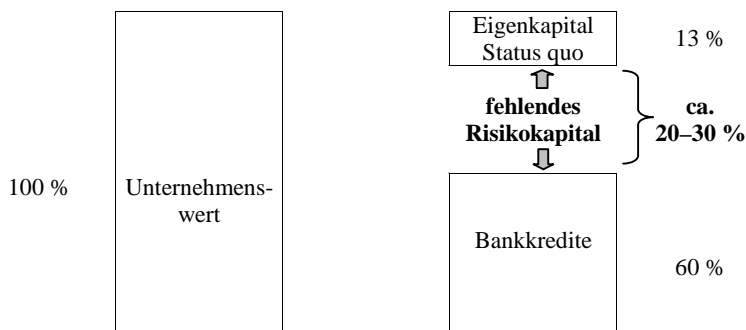 Eigenkapital
Status quo
13 %
fehlendes
Risikokapital
ca.
20–30 %
100 %
Unternehmens-
wert
Bankkredite
60 %